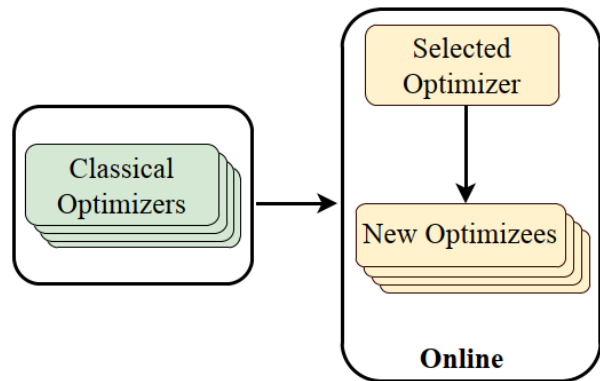 Classical
Optimizers
Selected
Optimizer
New Optimizees
Online